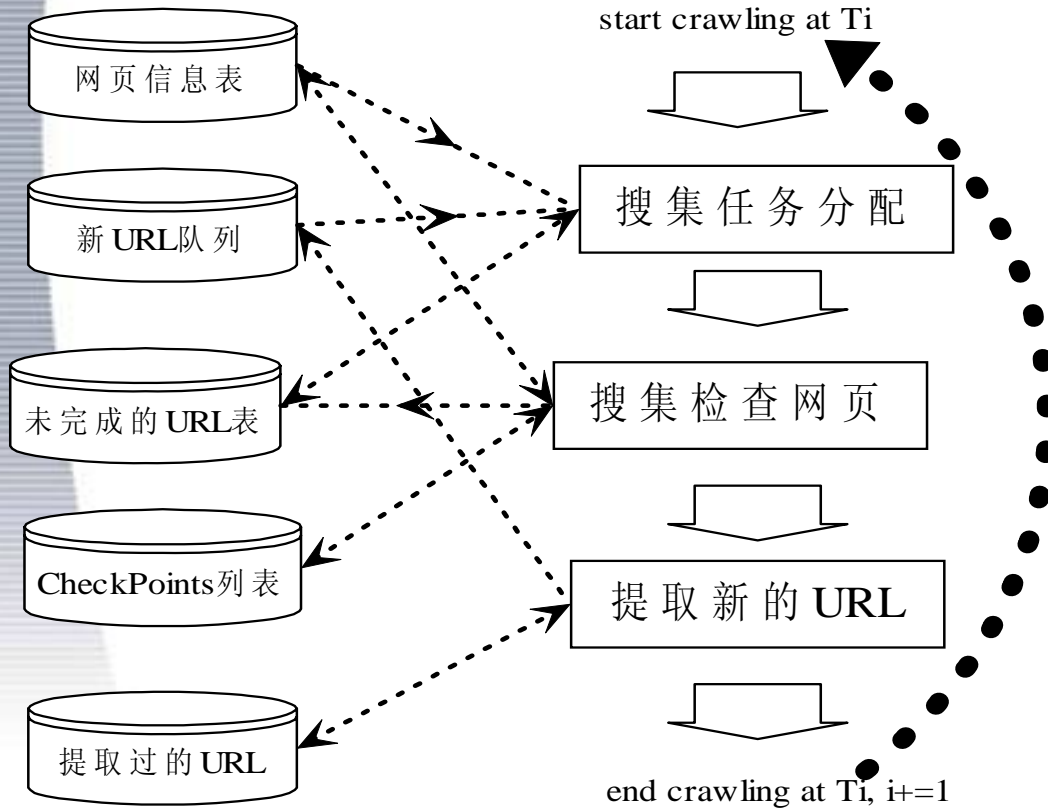 start crawling at Ti
网页信息表
搜集任务分配
新URL队列
搜集检查网页
未完成的URL表
CheckPoints列表
提取新的URL
提取过的URL
end crawling at Ti, i+=1